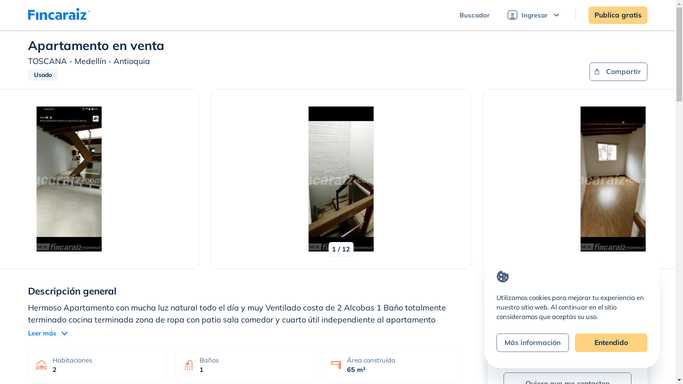 Fincaraiz
Buscador
Ingresar
Publica gratis
Apartamento en venta
TOSCANA - Medellín - Antioquia
Usado
Compartir
fincaraiz
1 / 12
Descripción general
Hermoso Apartamento con mucha luz natural todo el día y muy Ventilado costa de 2 Alcobas 1 Baño totalmente
terminado cocina terminada zona de ropa con patio sala comedor y cuarto útil independiente al apartamento
Leer más
Habitaciones
2
Baños
1
Área construida
65 m²
Utilizamos cookies para mejorar tu experiencia en
nuestro sitio web. Al continuar en el sitio
consideramos que aceptas su uso.
Más información
Entendido
Quiero que me contacten